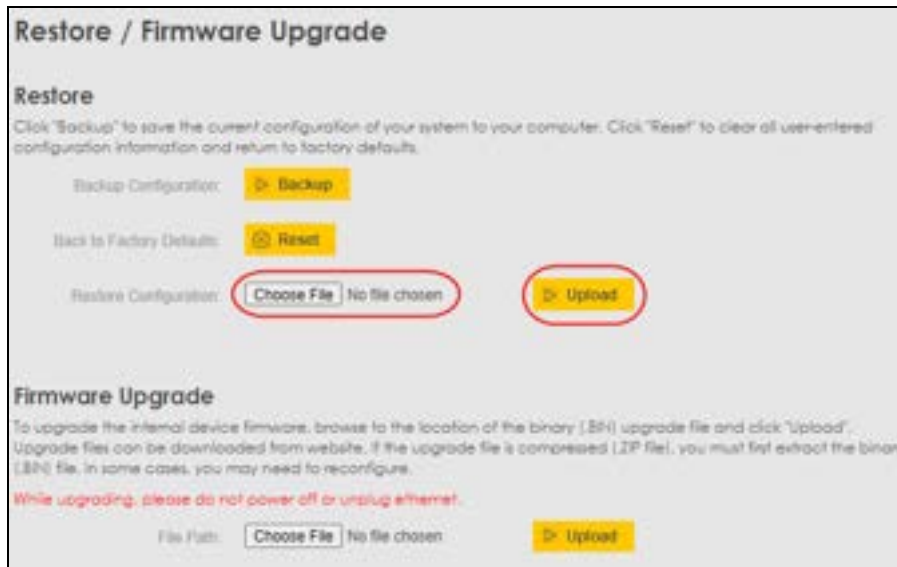 Restore / Firmware Upgrade
Restore
Click "Backup" to save the current configuration of your system to your computer. Click "Reset" to clear all user-entered
configuration information and return to factory defaults.
Backup Configuration: Backup
Back to Factory Defaults: Reset
Restore Configuration: Choose File No file chosen Upload
Firmware Upgrade
To upgrade the internal device firmware, browse to the location of the binary (.BIN) upgrade file and click "Upload".
Upgrade files can be downloaded from website. If the upgrade file is compressed (.ZIP file), you must first extract the binar
(.BIN) file. In some cases, you may need to reconfigure.
While upgrading, please do not power off or unplug ethernet.
File Path: Choose File No file chosen Upload